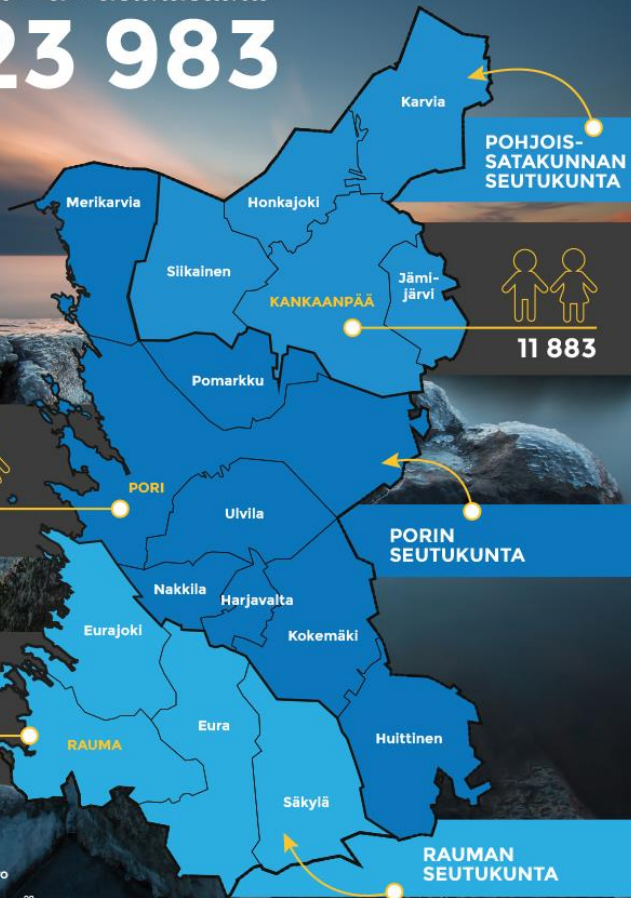 23 983
Karvia
POHJOIS-
SATAKUNNAN
SEUTUKUNTA
Merikarvia
Honkajoki
Siikainen
Jämi-
järvi
KANKAANPÄÄ
11 883
Pomarkku
PORI
Ulvila
PORIN
SEUTUKUNTA
Nakkila
Harjavalta
Eurajoki
Kokemäki
Eura
RAUMA
Huittinen
Säkylä
RAUMAN
SEUTUKUNTA